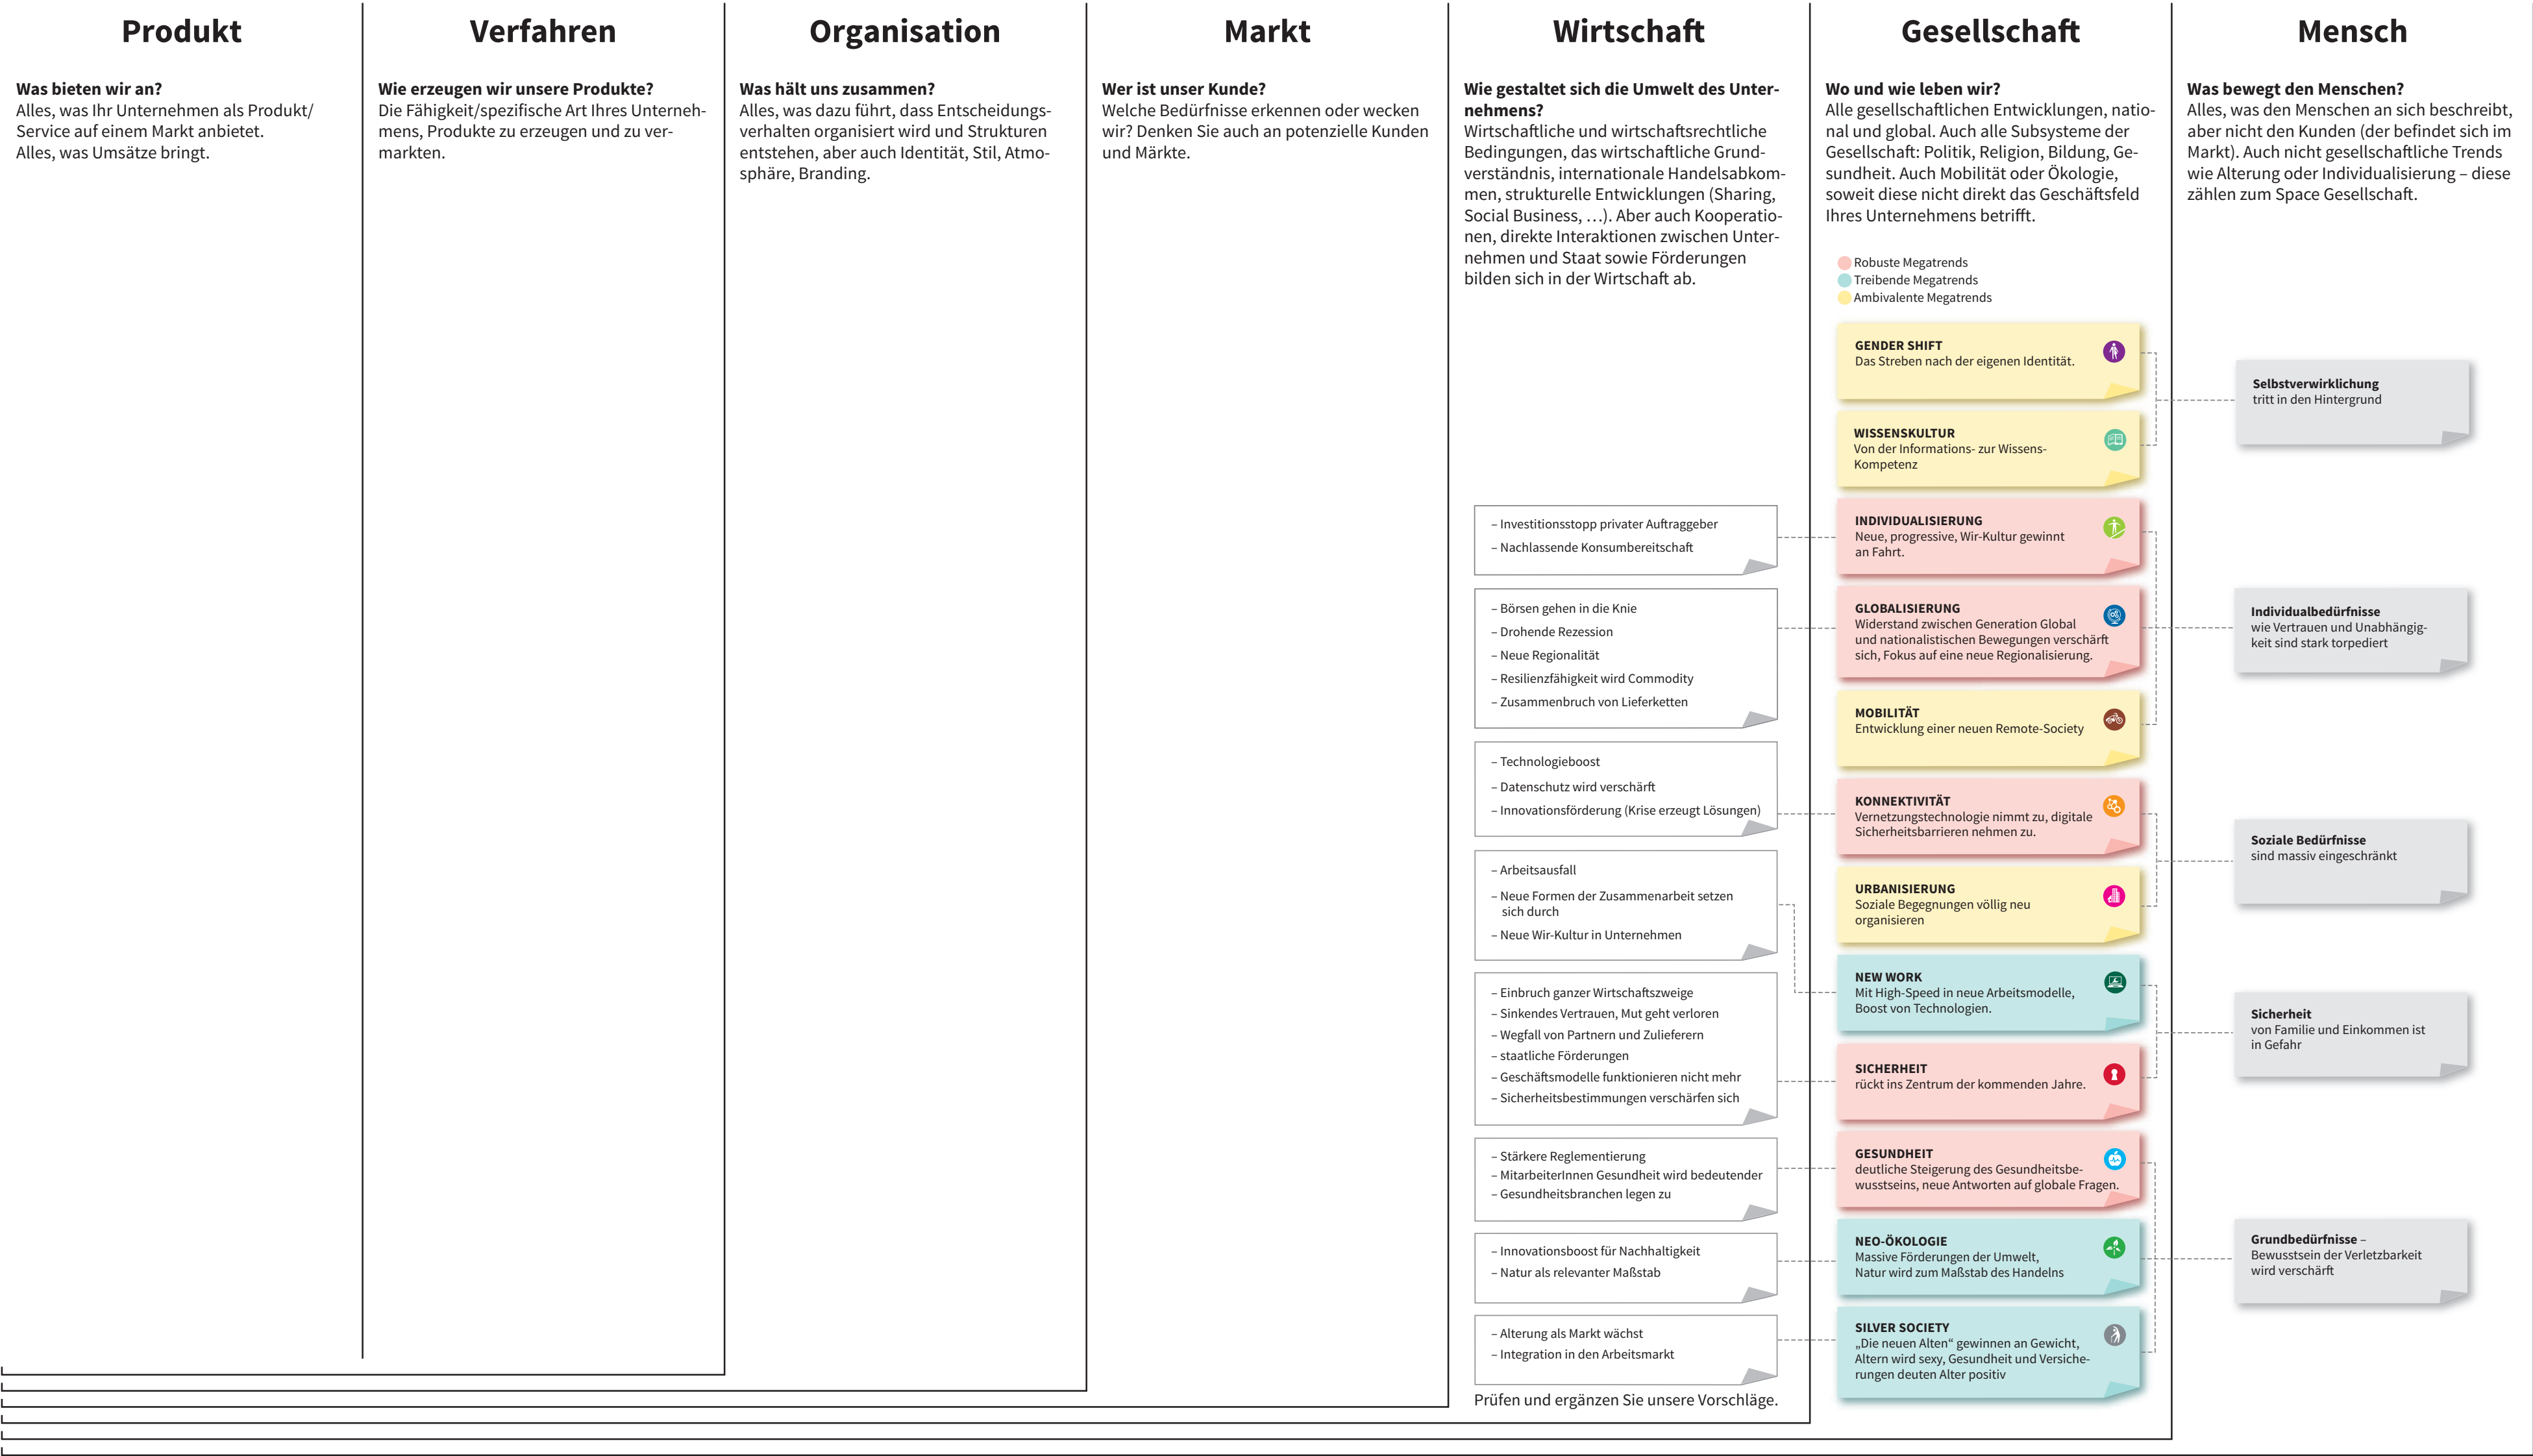 Produkt
Was bieten wir an?
Alles, was Ihr Unternehmen als Produkt/
Service auf einem Markt anbietet.
Alles, was Umsätze bringt.
Verfahren
Wie erzeugen wir unsere Produkte?
Die Fähigkeit/spezifische Art Ihres Unterneh-
mens, Produkte zu erzeugen und zu ver-
markten.
Organisation
Was hält uns zusammen?
Alles, was dazu führt, dass Entscheidungs-
verhalten organisiert wird und Strukturen
entstehen, aber auch Identität, Stil, Atmo-
sphäre, Branding.
Markt
Wer ist unser Kunde?
Welche Bedürfnisse erkennen oder wecken
wir? Denken Sie auch an potenzielle Kunden
und Märkte.
Wirtschaft
Wie gestaltet sich die Umwelt des Unter-
nehmens?
Wirtschaftliche und wirtschaftsrechtliche
Bedingungen, das wirtschaftliche Grund-
verständnis, internationale Handelsabkom-
men, strukturelle Entwicklungen (Sharing,
Social Business, …). Aber auch Kooperatio-
nen, direkte Interaktionen zwischen Unter-
nehmen und Staat sowie Förderungen
bilden sich in der Wirtschaft ab.
– Investitionsstopp privater Auftraggeber
– Nachlassende Konsumbereitschaft
– Börsen gehen in die Knie
– Drohende Rezession
– Neue Regionalität
– Resilienzfähigkeit wird Commodity
– Zusammenbruch von Lieferketten
– Technologieboost
– Datenschutz wird verschärft
– Innovationsförderung (Krise erzeugt Lösungen)
– Arbeitsausfall
– Neue Formen der Zusammenarbeit setzen
sich durch
– Neue Wir-Kultur in Unternehmen
– Einbruch ganzer Wirtschaftszweige
– Sinkendes Vertrauen, Mut geht verloren
– Wegfall von Partnern und Zulieferern
– staatliche Förderungen
– Geschäftsmodelle funktionieren nicht mehr
– Sicherheitsbestimmungen verschärfen sich
– Stärkere Reglementierung
– MitarbeiterInnen Gesundheit wird bedeutender
– Gesundheitsbranchen legen zu
– Innovationsboost für Nachhaltigkeit
– Natur als relevanter Maßstab
– Alterung als Markt wächst
– Integration in den Arbeitsmarkt
Prüfen und ergänzen Sie unsere Vorschläge.
Gesellschaft
Wo und wie leben wir?
Alle gesellschaftlichen Entwicklungen, natio-
nal und global. Auch alle Subsysteme der
Gesellschaft: Politik, Religion, Bildung, Ge-
sundheit. Auch Mobilität oder Ökologie,
soweit diese nicht direkt das Geschäftsfeld
Ihres Unternehmens betrifft.
Robuste Megatrends
Treibende Megatrends
Ambivalente Megatrends
GENDER SHIFT
Das Streben nach der eigenen Identität.
WISSENSKULTUR
Von der Informations- zur Wissens-
Kompetenz
INDIVIDUALISIERUNG
Neue, progressive, Wir-Kultur gewinnt
an Fahrt.
GLOBALISIERUNG
Widerstand zwischen Generation Global
und nationalistischen Bewegungen verschärft
sich, Fokus auf eine neue Regionalisierung.
MOBILITÄT
Entwicklung einer neuen Remote-Society
KONNEKTIVITÄT
Vernetzungstechnologie nimmt zu, digitale
Sicherheitsbarrieren nehmen zu.
URBANISIERUNG
Soziale Begegnungen völlig neu
organisieren
NEW WORK
Mit High-Speed in neue Arbeitsmodelle,
Boost von Technologien.
SICHERHEIT
rückt ins Zentrum der kommenden Jahre.
GESUNDHEIT
deutliche Steigerung des Gesundheitsbe-
wusstseins, neue Antworten auf globale Fragen.
NEO-ÖKOLOGIE
Massive Förderungen der Umwelt,
Natur wird zum Maßstab des Handelns
SILVER SOCIETY
„Die neuen Alten“ gewinnen an Gewicht,
Altern wird sexy, Gesundheit und Versiche-
rungen deuten Alter positiv
Mensch
Was bewegt den Menschen?
Alles, was den Menschen an sich beschreibt,
aber nicht den Kunden (der befindet sich im
Markt). Auch nicht gesellschaftliche Trends
wie Alterung oder Individualisierung – diese
zählen zum Space Gesellschaft.
Selbstverwirklichung
tritt in den Hintergrund
Individualbedürfnisse
wie Vertrauen und Unabhängig-
keit sind stark torpediert
Soziale Bedürfnisse
sind massiv eingeschränkt
Sicherheit
von Familie und Einkommen ist
in Gefahr
Grundbedürfnisse –
Bewusstsein der Verletzbarkeit
wird verschärft